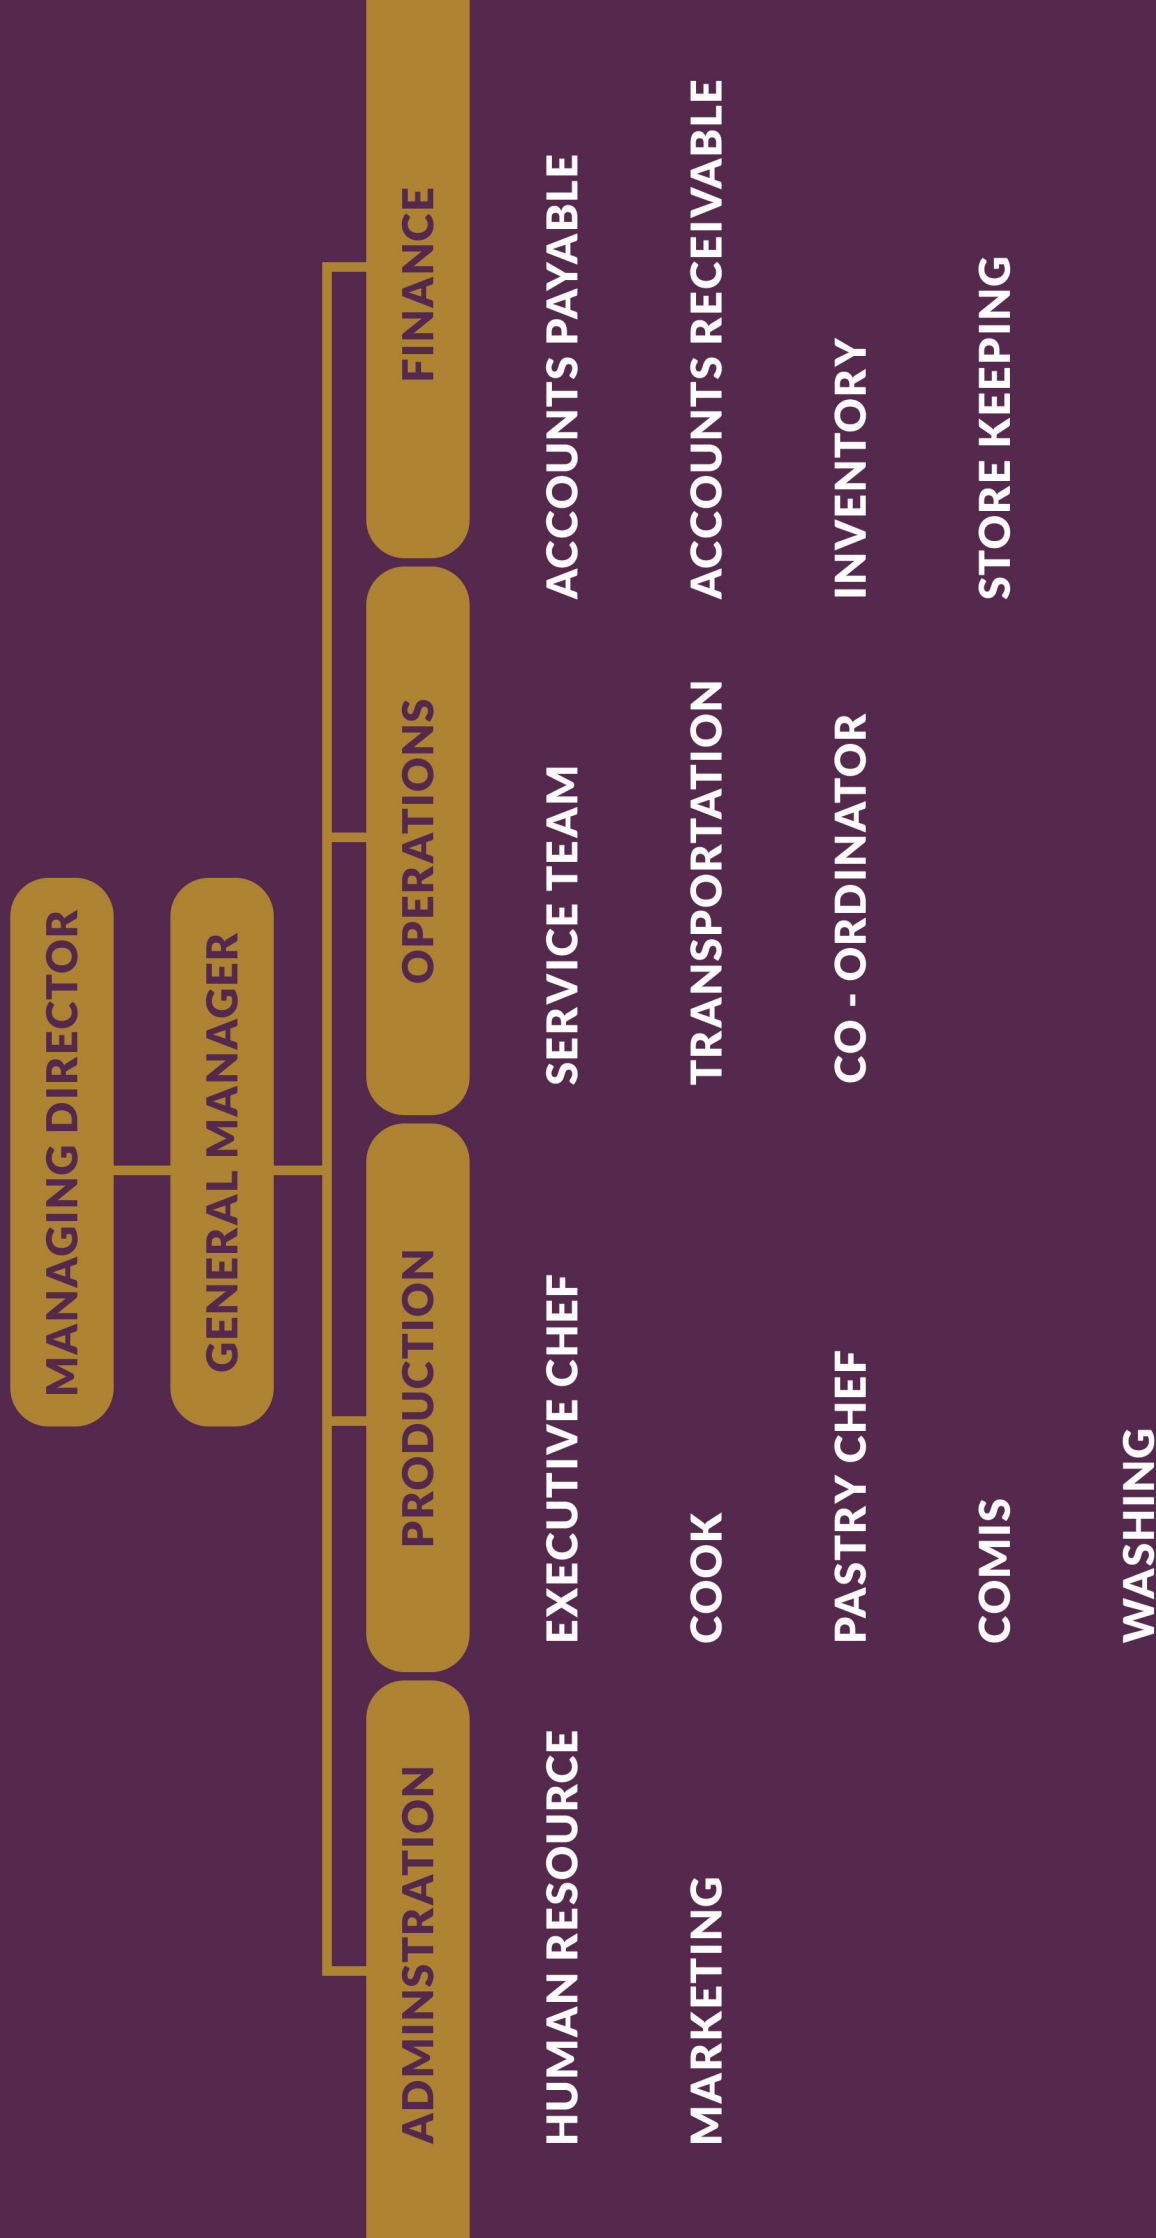 MANAGING DIRECTOR
GENERAL MANAGER
ADMINSTRATION
HUMAN RESOURCE
MARKETING
PRODUCTION
EXECUTIVE CHEF
COOK
PASTRY CHEF
COMIS
WASHING
OPERATIONS
SERVICE TEAM
TRANSPORTATION
CO - ORDINATOR
FINANCE
ACCOUNTS PAYABLE
ACCOUNTS RECEIVABLE
INVENTORY
STORE KEEPING